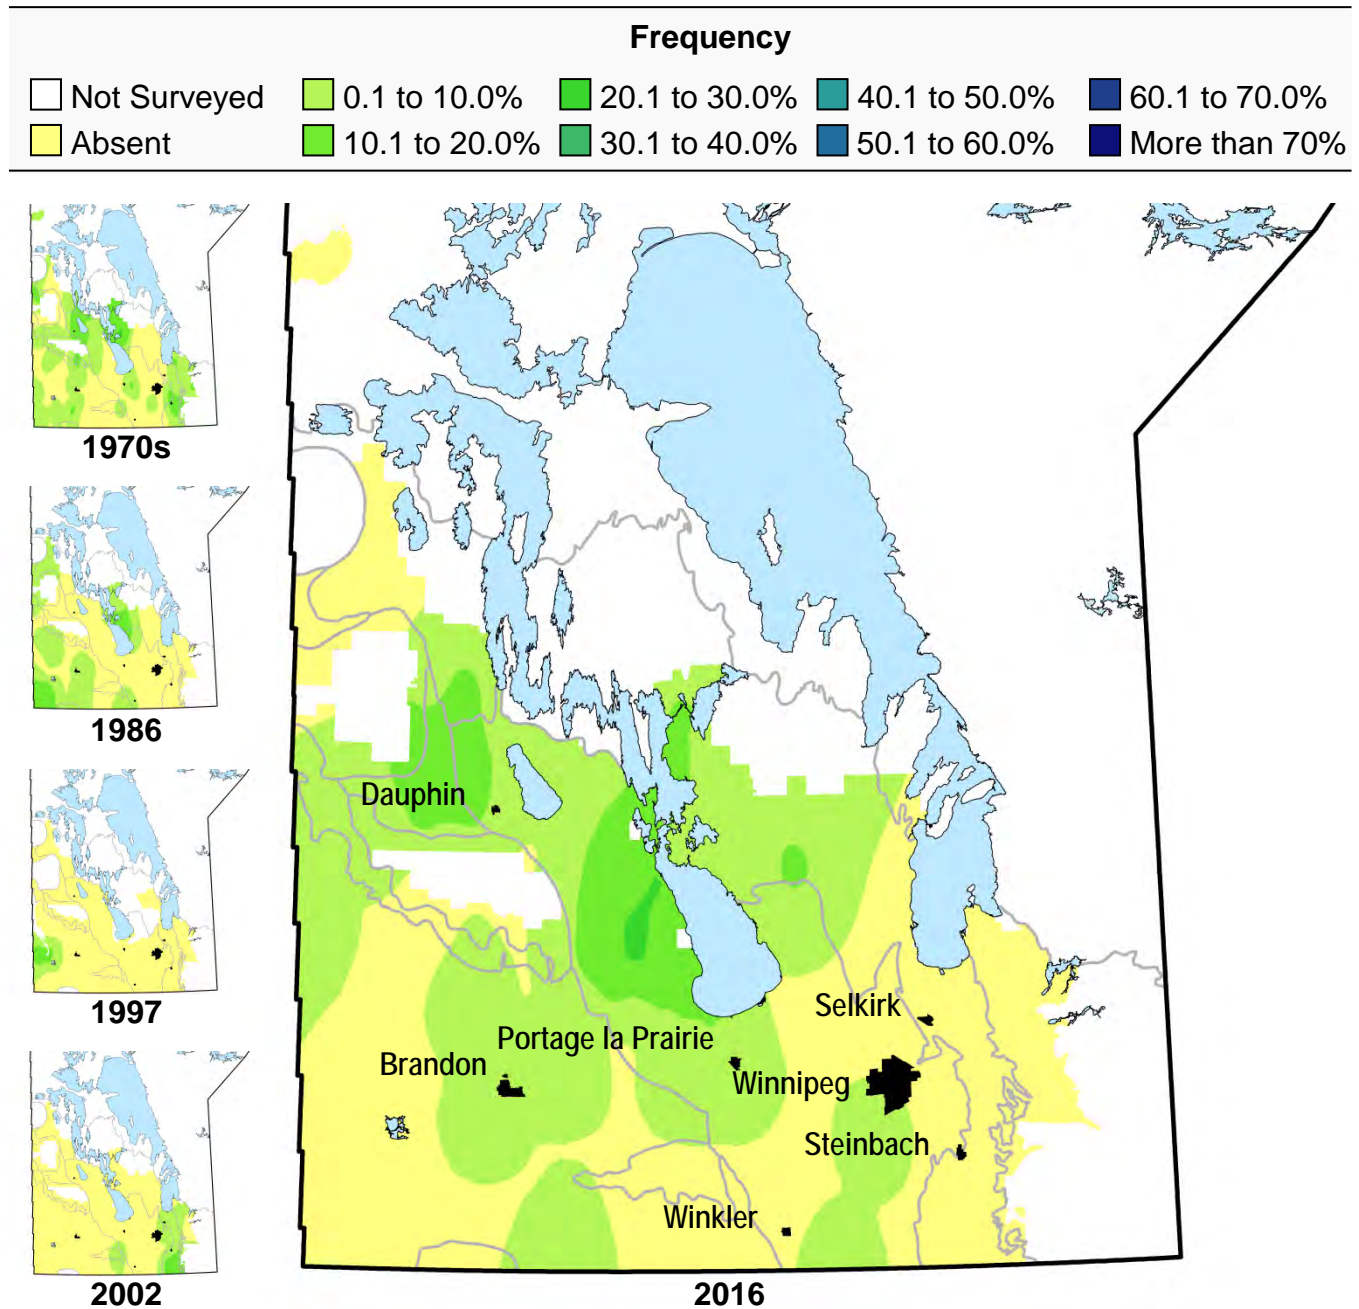 Frequency
Not Surveyed 0.1 to 10.0% 20.1 to 30.0% 40.1 to 50.0% 60.1 to 70.0%
Absent 10.1 to 20.0% 30.1 to 40.0% 50.1 to 60.0% More than 70%
1970s
1986
1997
2002
Dauphin
Selkirk
Portage la Prairie
Brandon
Winnipeg
Steinbach
Winkler
2016